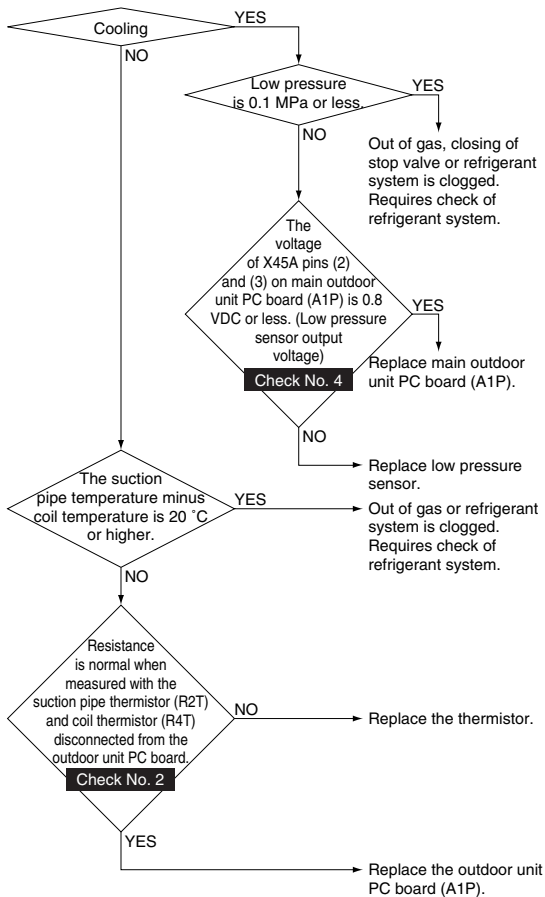 Cooling
YES
NO
Low pressure
is 0.1 MPa or less.
YES
NO
Out of gas, closing of
stop valve or refrigerant
system is clogged.
Requires check of
refrigerant system.
The
voltage
of X45A pins (2)
and (3) on main outdoor
unit PC board (A1P) is 0.8
VDC or less. (Low pressure
sensor output
voltage)
Check No. 4
YES
Replace main outdoor
unit PC board (A1P).
NO
Replace low pressure
sensor.
The suction
pipe temperature minus
coil temperature is 20 ˚C
or higher.
YES
Out of gas or refrigerant
system is clogged.
Requires check of
refrigerant system.
NO
Resistance
is normal when
measured with the
suction pipe thermistor (R2T)
and coil thermistor (R4T)
disconnected from the
outdoor unit PC board.
Check No. 2
NO
Replace the thermistor.
YES
Replace the outdoor unit
PC board (A1P).